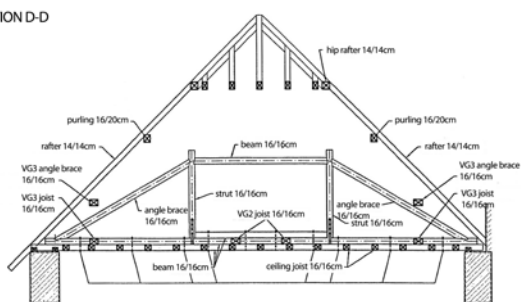 ION D-D
hip rafter 14/14cm
purling 16/20cm
purling 16/20cm
rafter 14/14cm
beam 16/16cm
rafter 14/14cm
VG3 angle brace
16/16cm
VG3 angle brace
16/16cm
VG3 joist
16/16cm
strut 16/16cm
angle brace
16/16cm
VG3 joist
16/16cm
angle brace
16/16cm
VG2 joist 16/16cm
strut 16/16cm
beam 16/16cm
ceiling joist 16/16cm